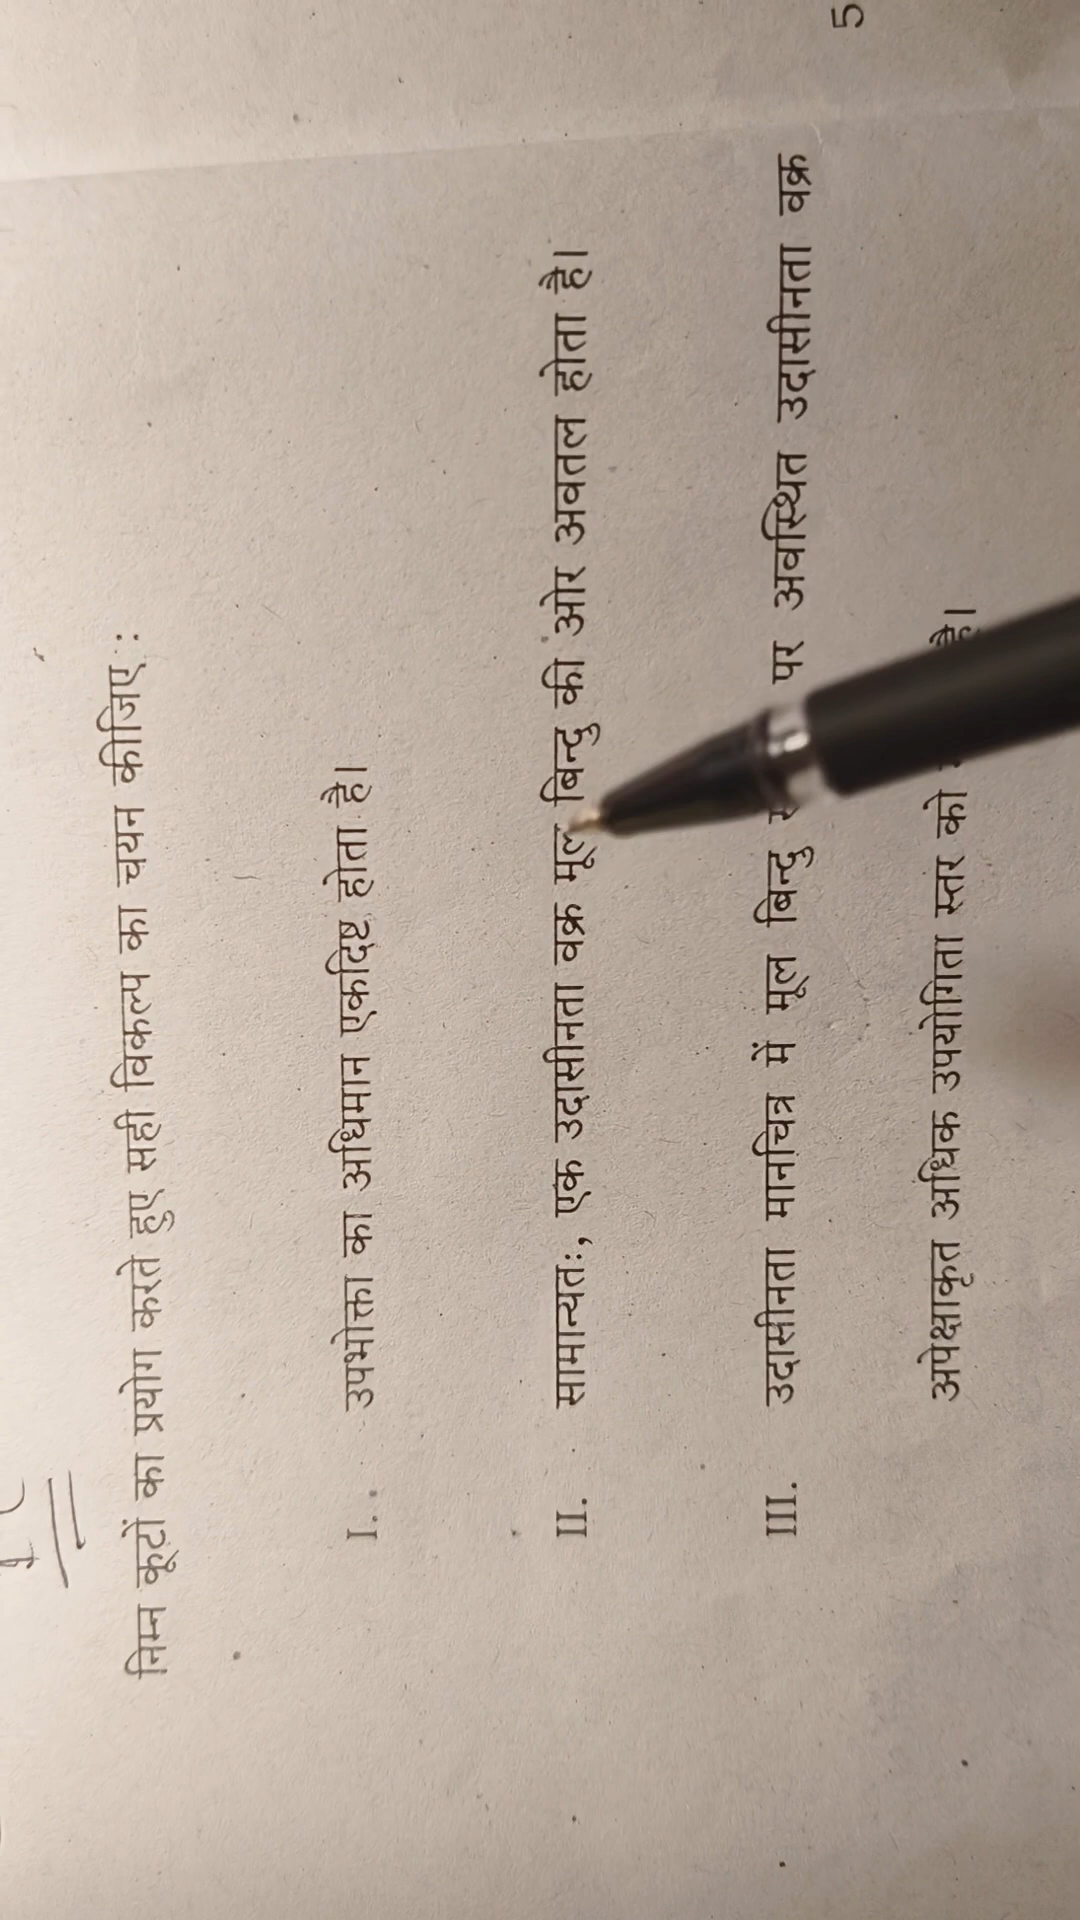 निम्न कूटों का प्रयोग करते हुए सही विकल्प का चयन कीजिए :
I. उपभोक्ता का अधिमान एकदिष्ट होता है।
II. सामान्यतः, एक उदासीनता वक्र मूल बिन्दु की ओर अवतल होता है।
III. उदासीनता मानचित्र में मूल बिन्दु पर अवस्थित उदासीनता वक्र
अपेक्षाकृत अधिक उपयोगिता स्तर को है।
5